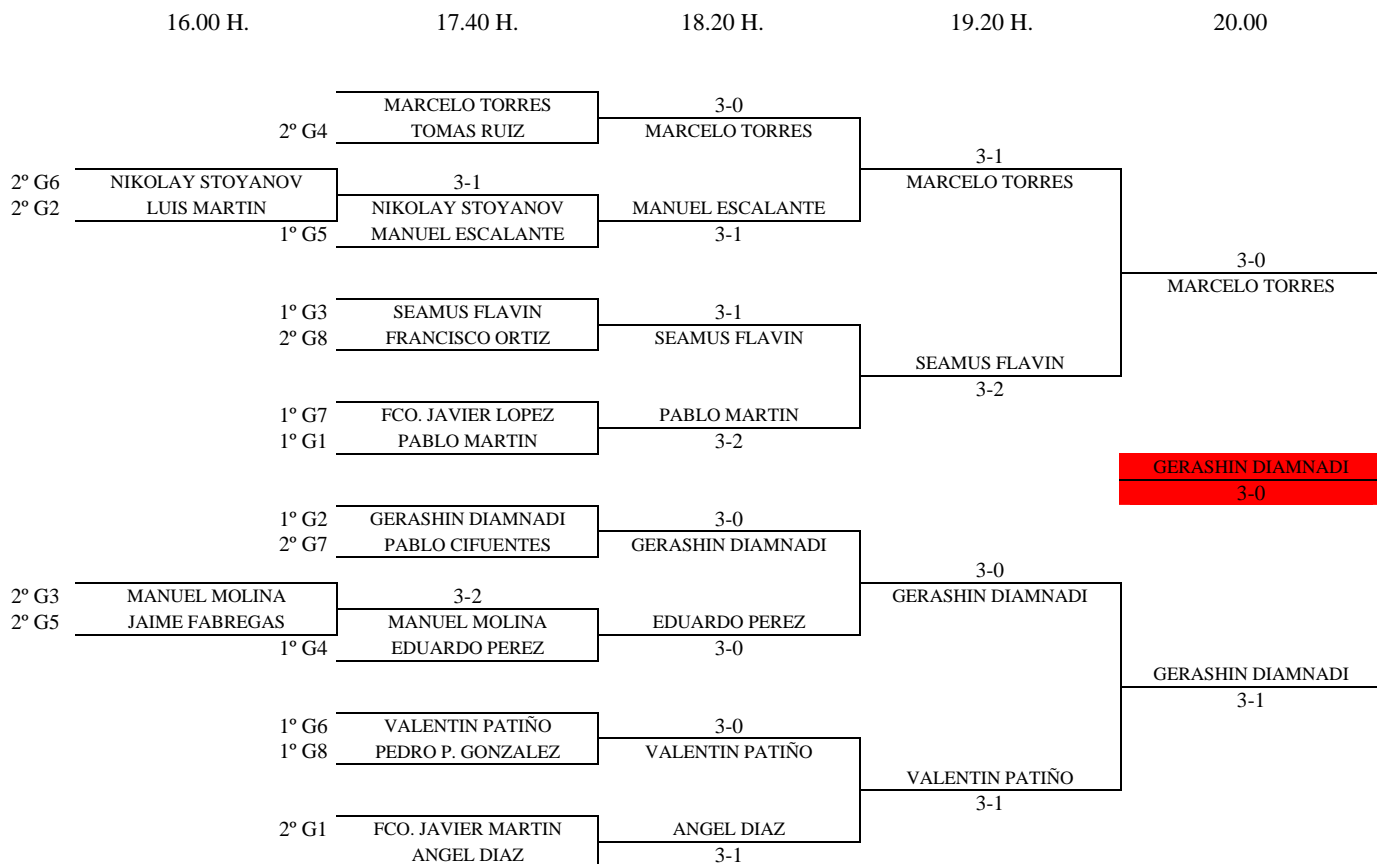 16.00 H. 17.40 H. 18.20 H. 19.20 H. 20.00
MARCELO TORRES 3-0
2º G4 TOMAS RUIZ MARCELO TORRES
3-1
2º G6 NIKOLAY STOYANOV 3-1 MARCELO TORRES
2º G2 LUIS MARTIN NIKOLAY STOYANOV MANUEL ESCALANTE
1º G5 MANUEL ESCALANTE 3-1
3-0
MARCELO TORRES
1º G3 SEAMUS FLAVIN 3-1
2º G8 FRANCISCO ORTIZ SEAMUS FLAVIN
SEAMUS FLAVIN
3-2
1º G7 FCO. JAVIER LOPEZ PABLO MARTIN
1º G1 PABLO MARTIN 3-2
GERASHIN DIAMNADI
3-0
1º G2 GERASHIN DIAMNADI 3-0
2º G7 PABLO CIFUENTES GERASHIN DIAMNADI
3-0
2º G3 MANUEL MOLINA 3-2 GERASHIN DIAMNADI
2º G5 JAIME FABREGAS MANUEL MOLINA EDUARDO PEREZ
1º G4 EDUARDO PEREZ 3-0
GERASHIN DIAMNADI
3-1
1º G6 VALENTIN PATIÑO 3-0
1º G8 PEDRO P. GONZALEZ VALENTIN PATIÑO
VALENTIN PATIÑO
3-1
2º G1 FCO. JAVIER MARTIN ANGEL DIAZ
ANGEL DIAZ 3-1